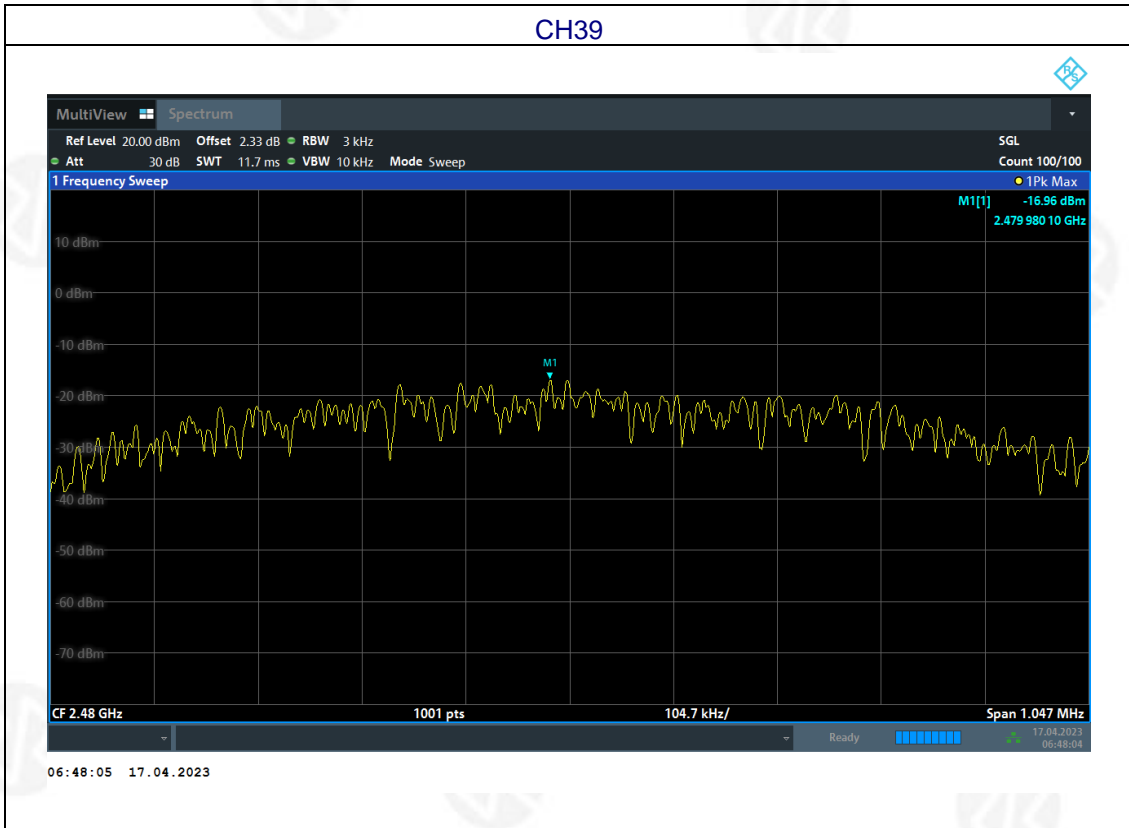 CH39
R&S
MultiView Spectrum
Ref Level 20.00 dBm Offset 2.33 dB RBW 3 kHz SGL
Att 30 dB SWT 11.7 ms VBW 10 kHz Mode Sweep Count 100/100
1 Frequency Sweep 1Pk Max
M1[1] -16.96 dBm
2.479 980 10 GHz
10 dBm
0 dBm
-10 dBm
M1
-20 dBm
-30 dBm
-40 dBm
-50 dBm
-60 dBm
-70 dBm
CF 2.48 GHz 1001 pts 104.7 kHz/ Span 1.047 MHz
Ready 17.04.2023
06:48:04
06:48:05 17.04.2023